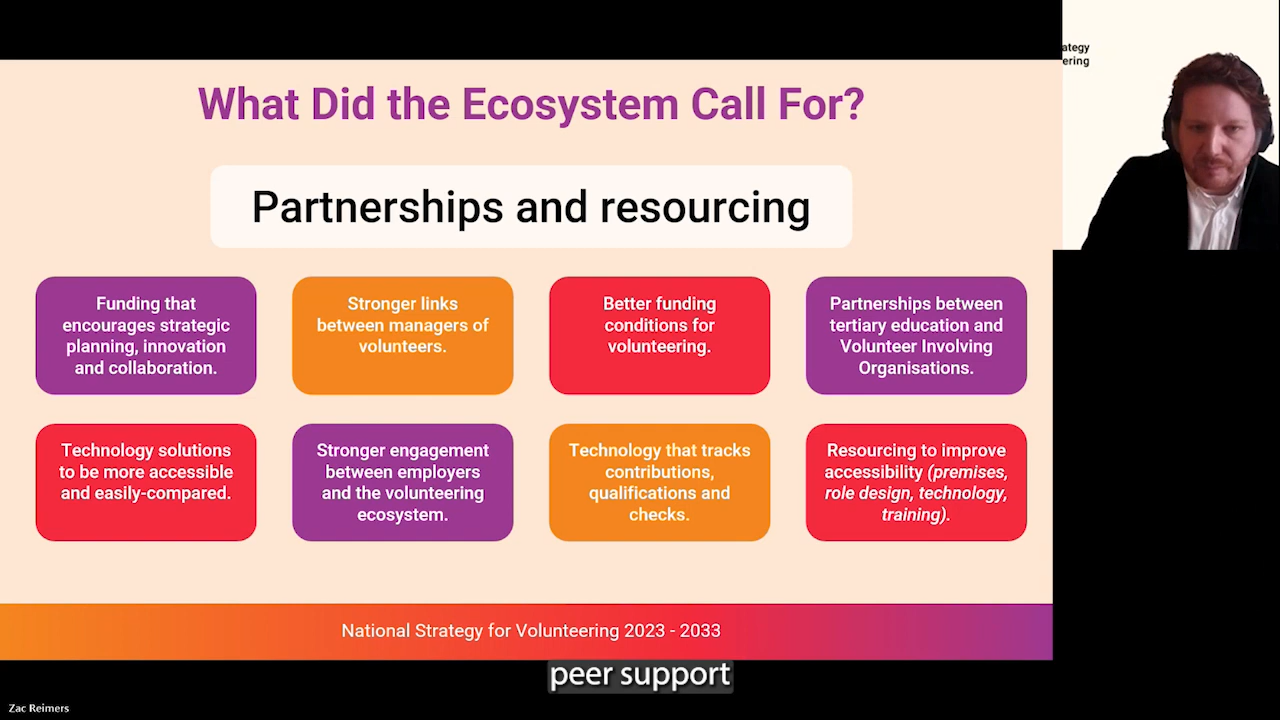 What Did the Ecosystem Call For?
ategy
ering
Partnerships and resourcing
Funding that
encourages strategic
planning, innovation
and collaboration.
Stronger links
between managers of
volunteers.
Better funding
conditions for
volunteering.
Partnerships between
tertiary education and
Volunteer Involving
Organisations.
Technology solutions
to be more accessible
and easily-compared.
Stronger engagement
between employers
and the volunteering
ecosystem.
Technology that tracks
contributions,
qualifications and
checks.
Resourcing to improve
accessibility (premises,
role design, technology,
training).
National Strategy for Volunteering 2023 - 2033
peer support
Zac Reimers